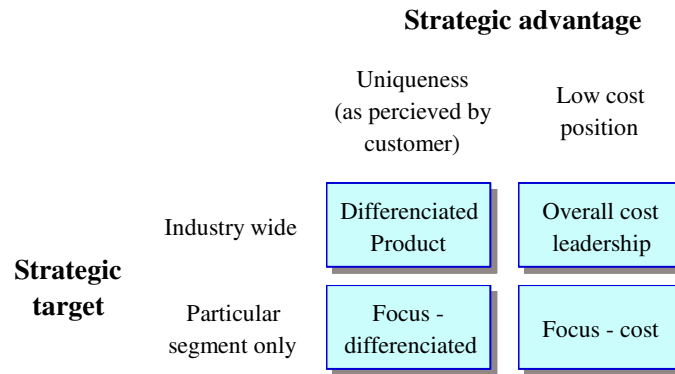 Strategic advantage
Uniqueness
(as percieved by
customer)
Low cost
position
Industry wide
Differenciated
Product
Overall cost
leadership
Strategic
target
Particular
segment only
Focus -
differenciated
Focus - cost